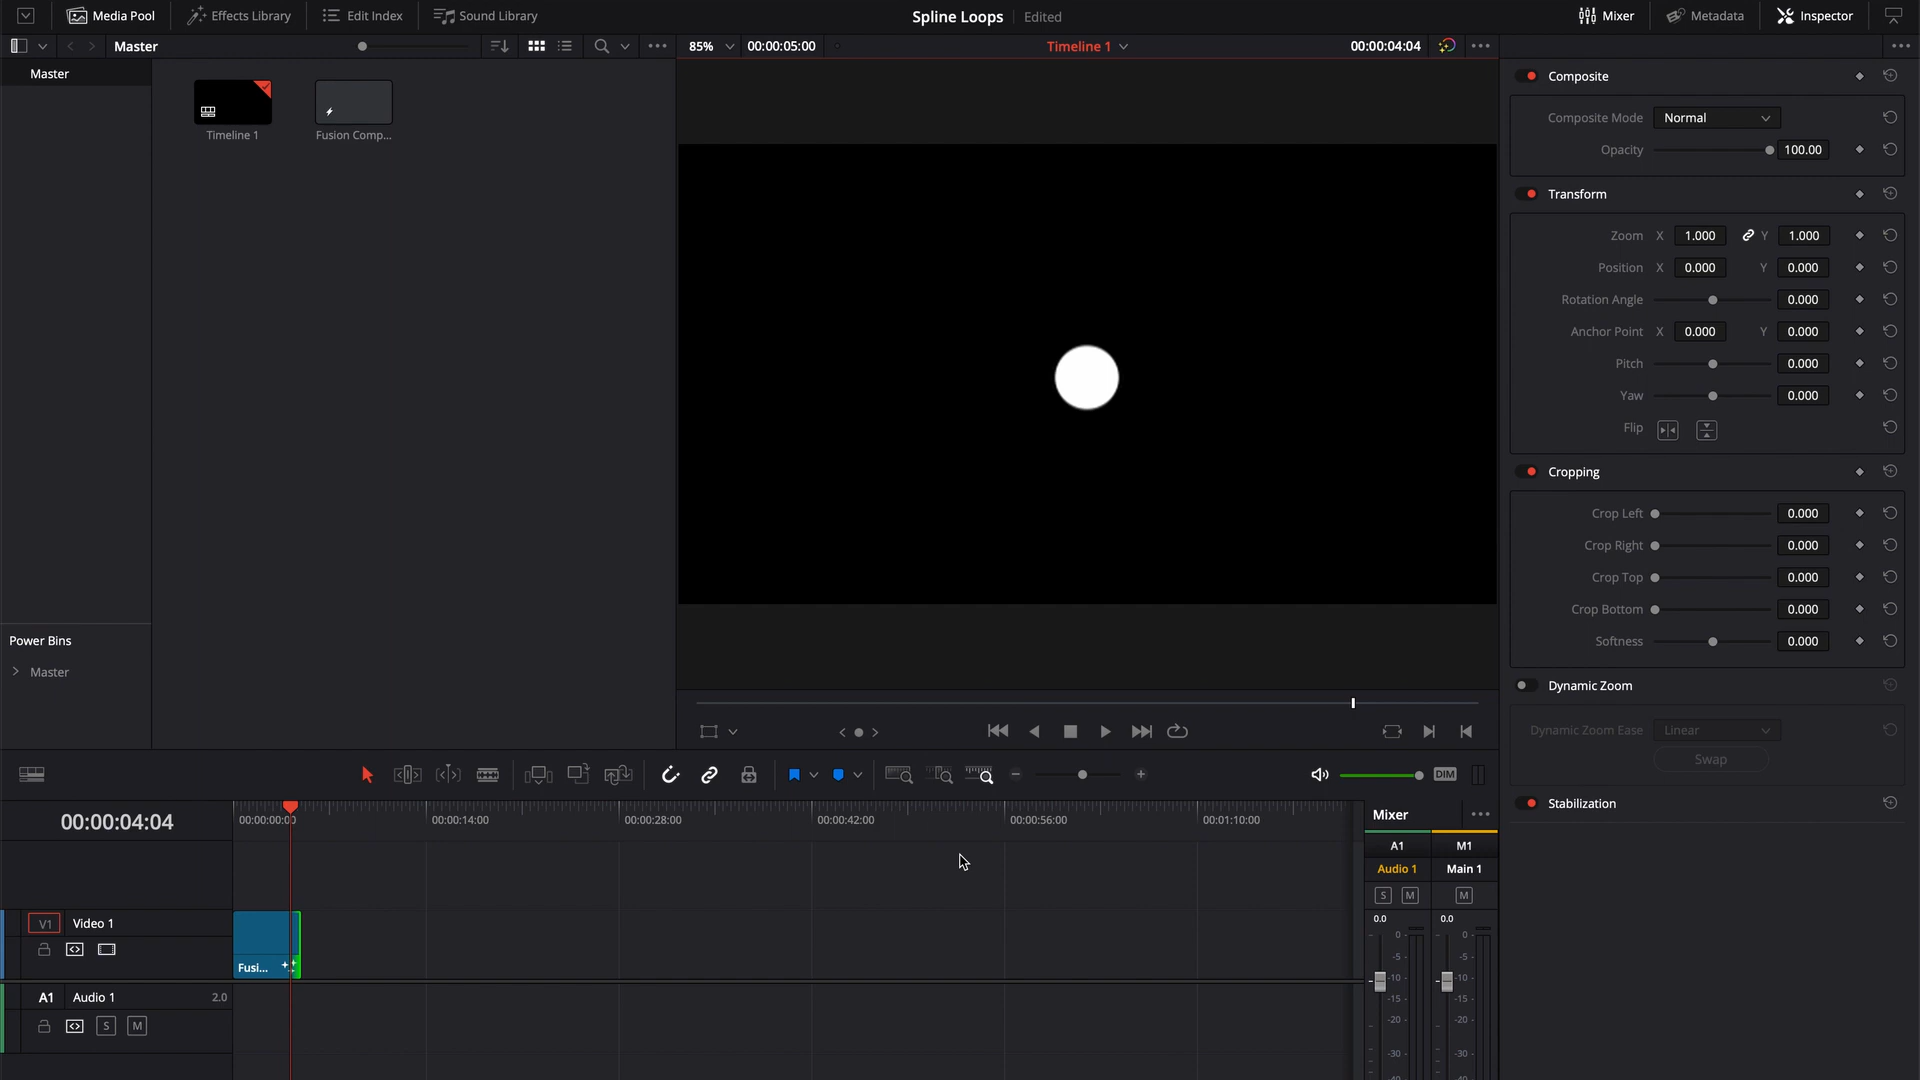 Media Pool
Effects Library
Edit Index
Sound Library
Spline Loops
Edited
Mixer
Metadata
Inspector
Master
85%
00:00:05:00
Timeline 1
00:00:04:04
Master
Timeline 1
Fusion Comp...
Power Bins
Master
Composite
Composite Mode
Normal
Opacity
100.00
Transform
Zoom X 1.000 Y 1.000
Position X 0.000 Y 0.000
Rotation Angle 0.000
Anchor Point X 0.000 Y 0.000
Pitch 0.000
Yaw 0.000
Flip
Cropping
Crop Left 0.000
Crop Right 0.000
Crop Top 0.000
Crop Bottom 0.000
Softness 0.000
Dynamic Zoom
Dynamic Zoom Ease Linear
Swap
Stabilization
DIM
00:00:04:04
00:00:00:00
00:00:14:00
00:00:28:00
00:00:42:00
00:00:56:00
00:01:10:00
V1 Video 1
Fusi...
A1 Audio 1 2.0
S M
Mixer
A1 M1
Audio 1 Main 1
S M M
0.0 0.0
0 0
-5 -5
-10 -10
-15 -15
-20 -20
-30 -30